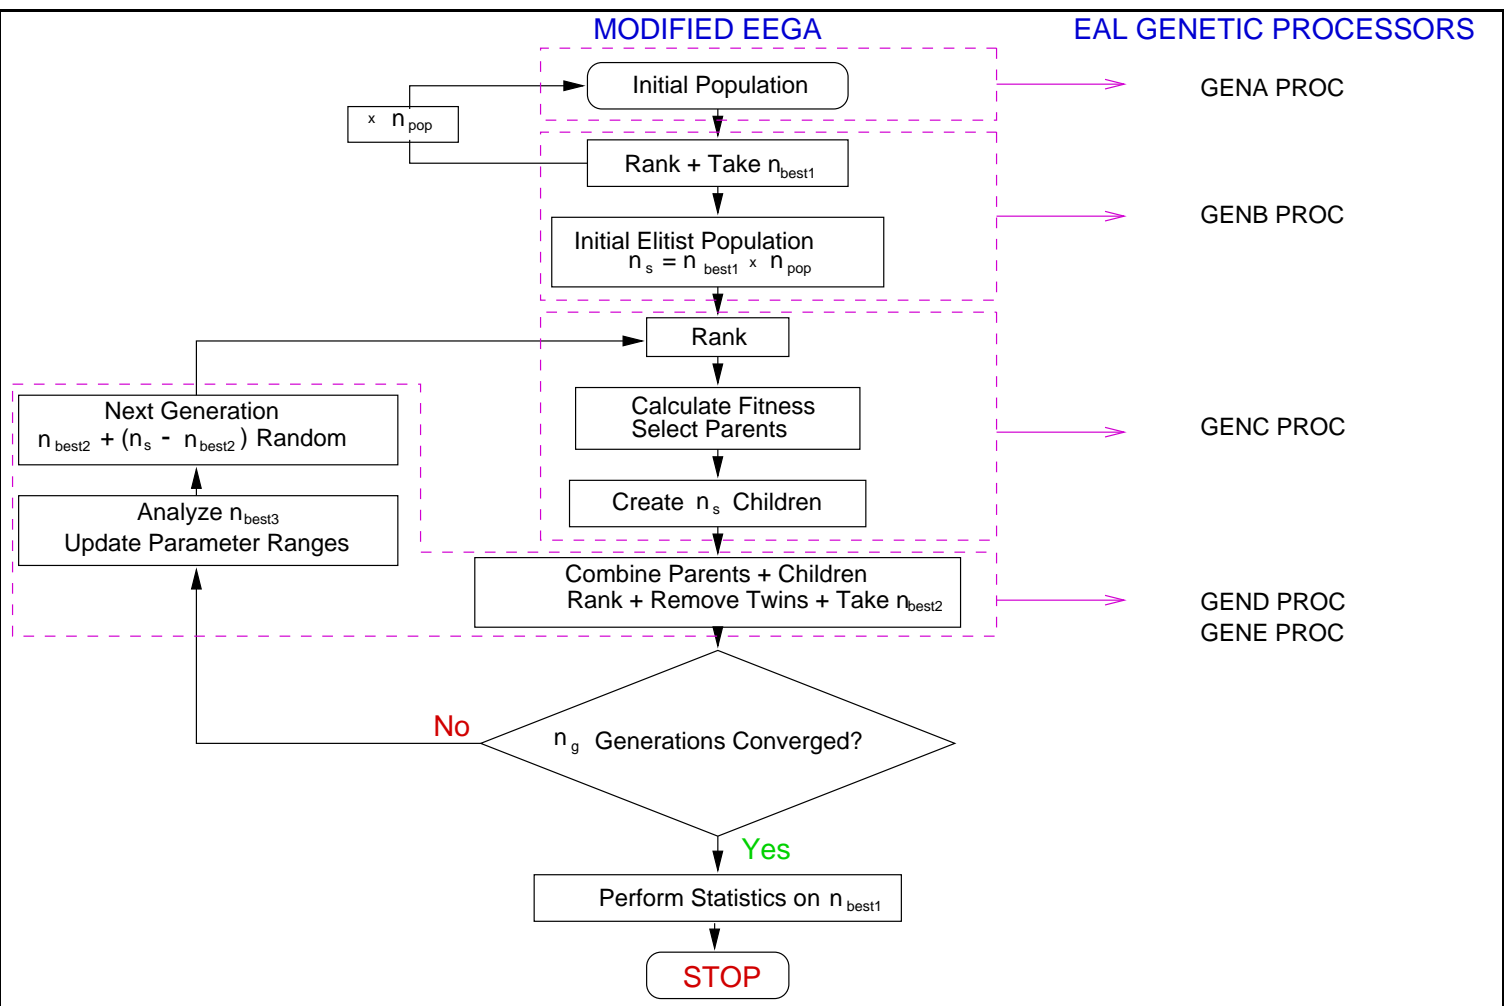 MODIFIED EEGA
EAL GENETIC PROCESSORS
Initial Population
GENA PROC
x n pop
Rank + Take n best1
Initial Elitist Population
n s = n best1 x n pop
GENB PROC
Rank
Calculate Fitness
Select Parents
Create n s Children
GENC PROC
Next Generation
n best2 + (n s - n best2 ) Random
Analyze n best3
Update Parameter Ranges
Combine Parents + Children
Rank + Remove Twins + Take n best2
GEND PROC
GENE PROC
No
n g Generations Converged?
Yes
Perform Statistics on n best1
STOP